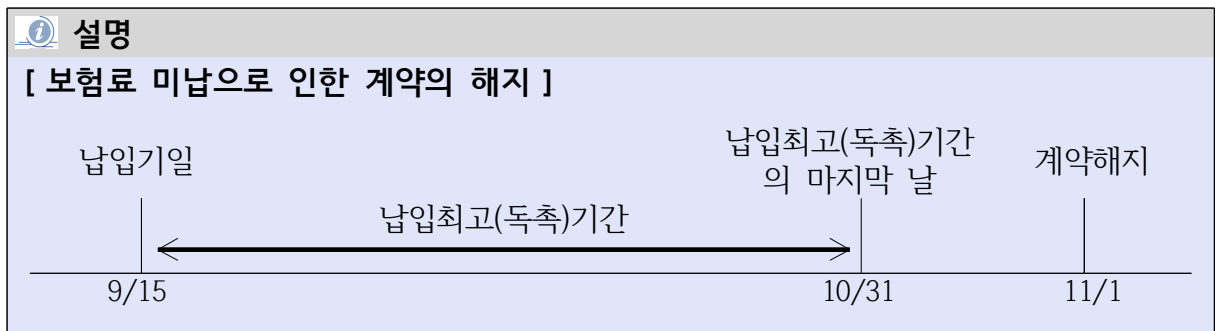 설명
[ 보험료 미납으로 인한 계약의 해지 ]
납입기일
납입최고(독촉)기간
의 마지막 날
계약해지
납입최고(독촉)기간
9/15
10/31
11/1